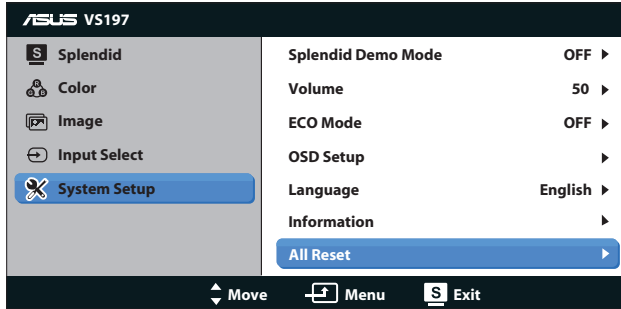 ASUS VS197
S Splendid
Color
Image
Input Select
System Setup
Splendid Demo Mode OFF
Volume 50
ECO Mode OFF
OSD Setup
Language English
Information
All Reset
Move Menu S Exit